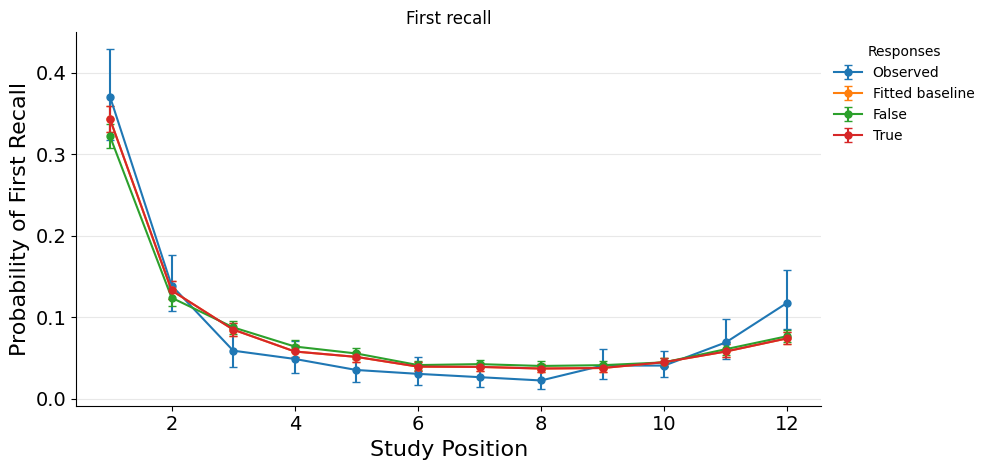 First recall
Probability of First Recall
0.4
0.3
0.2
0.1
0.0
2 4 6 8 10 12
Study Position
Responses
Observed
Fitted baseline
False
True